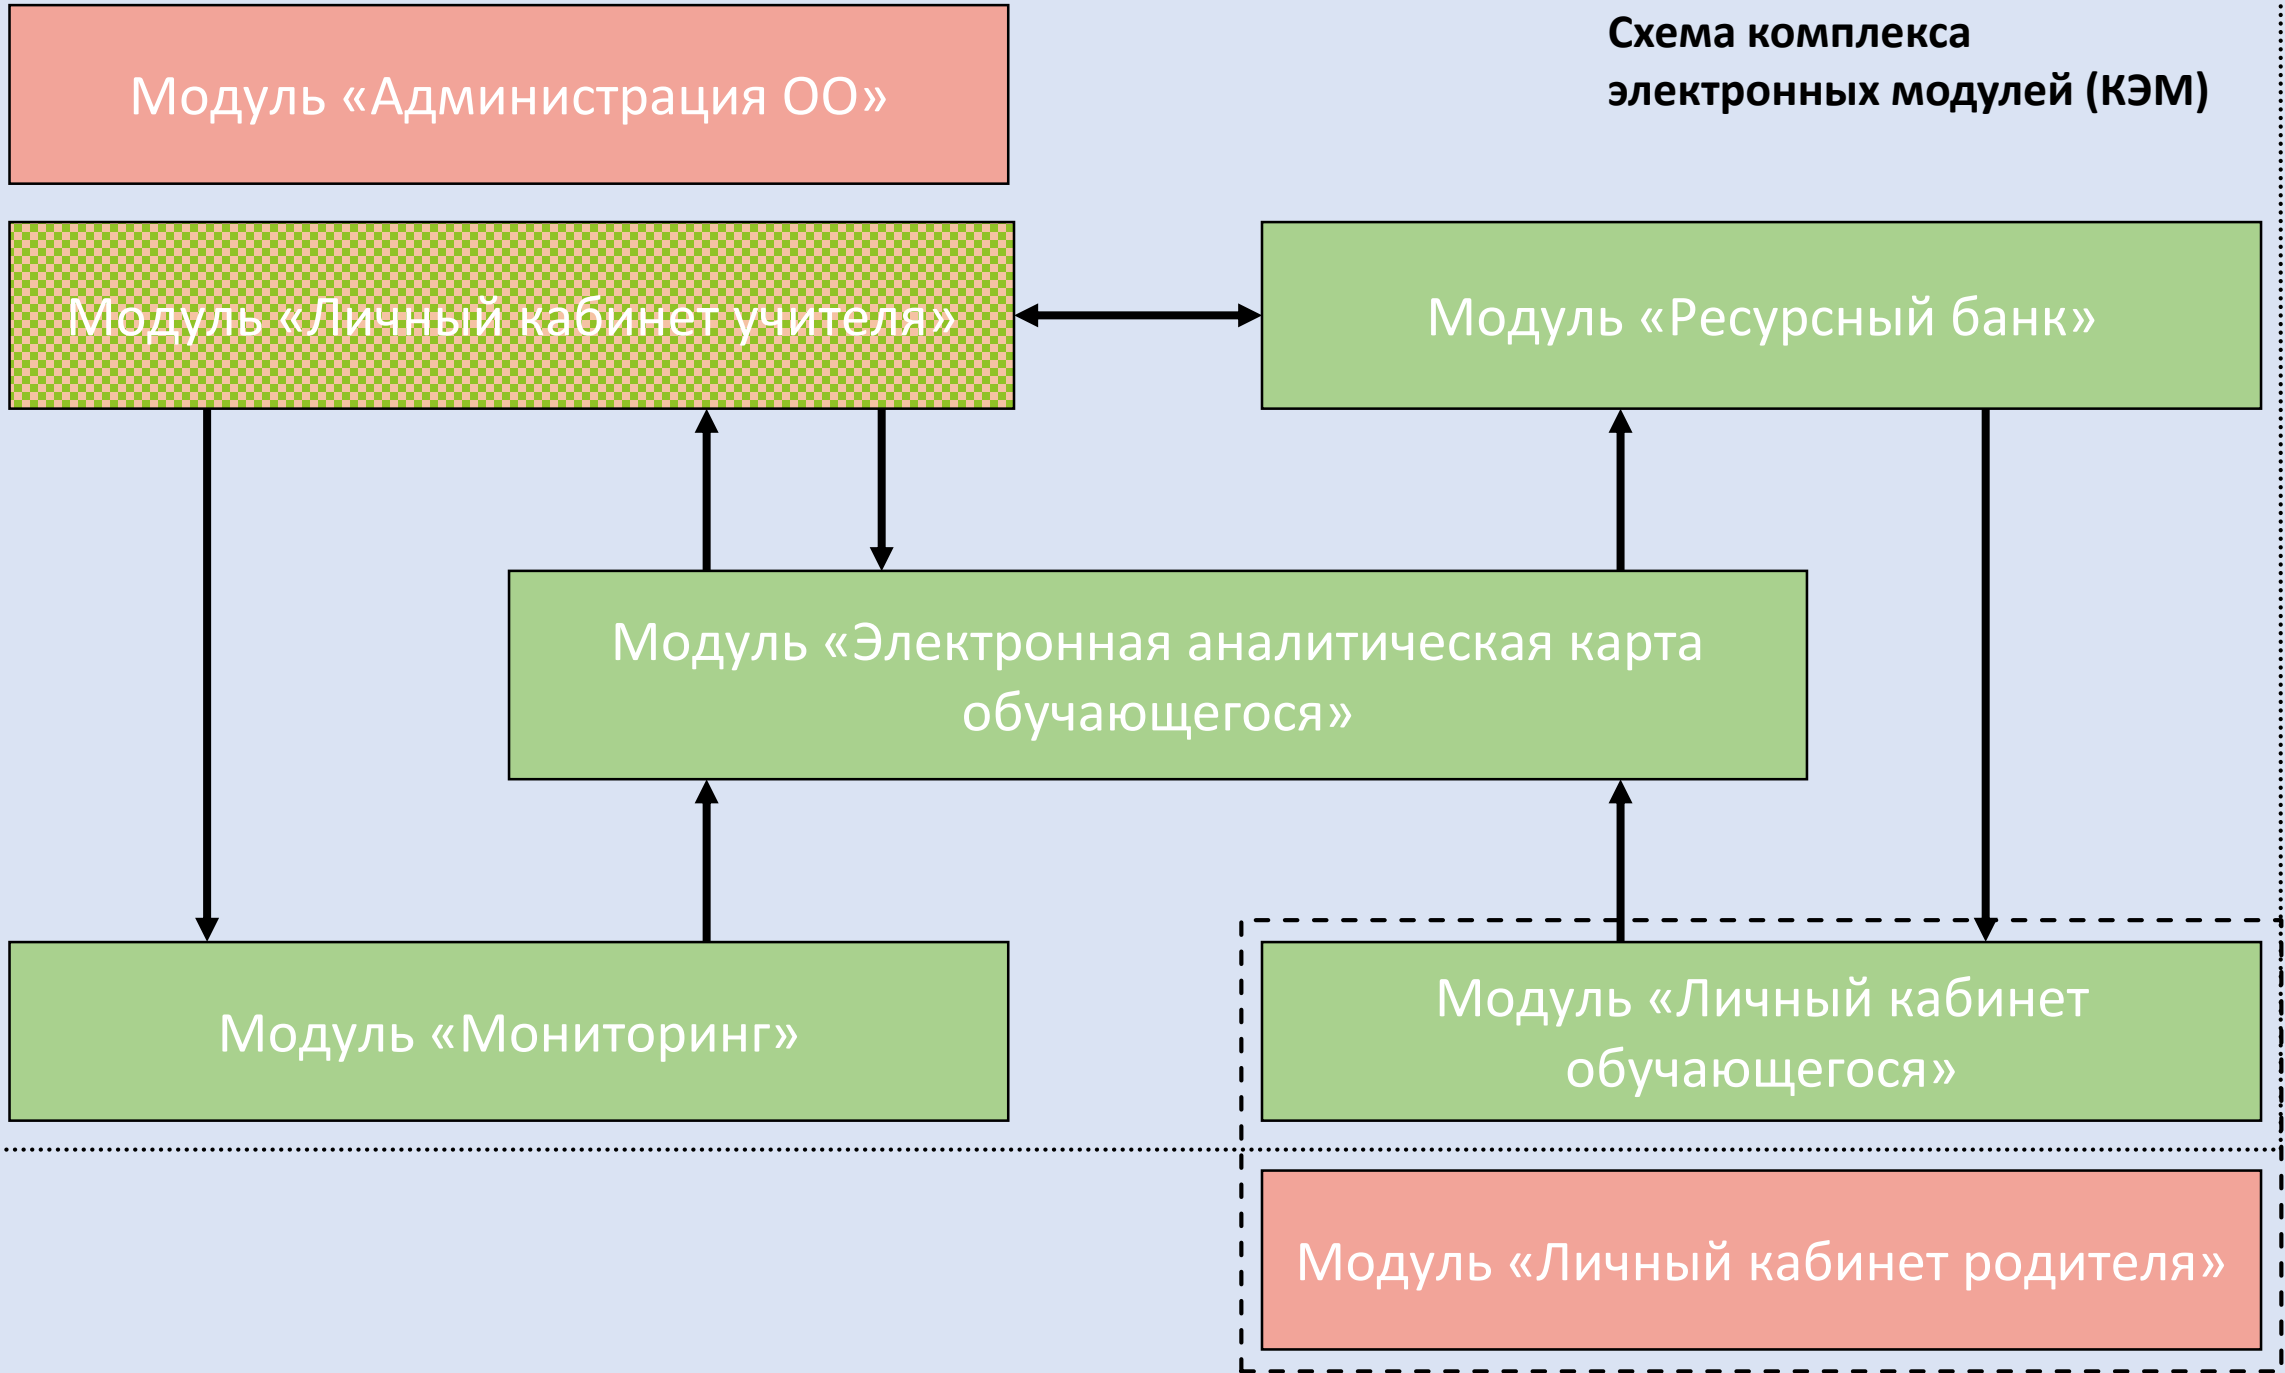 Схема комплекса
электронных модулей (КЭМ)
Модуль «Администрация ОО»
Модуль «Личный кабинет учителя»
Модуль «Ресурсный банк»
Модуль «Электронная аналитическая карта
обучающегося»
Модуль «Мониторинг»
Модуль «Личный кабинет
обучающегося»
Модуль «Личный кабинет родителя»